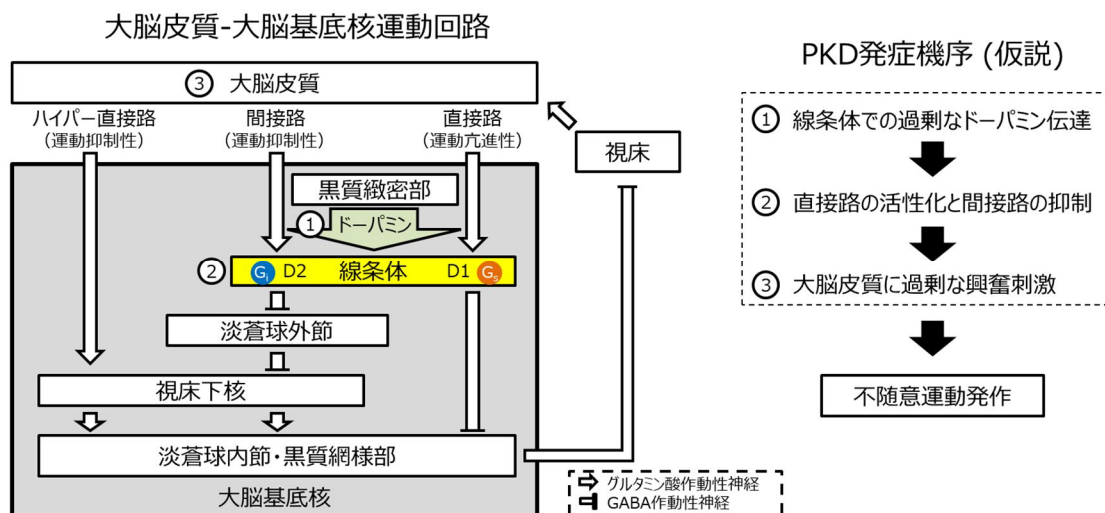 大脳皮質-大脳基底核運動回路
③ 大脳皮質
ハイパー直接路
(運動抑制性)
間接路
(運動抑制性)
直接路
(運動亢進性)
視床
黒質緻密部
① ドーパミン
② Gi D2 線条体 D1 Gs
淡蒼球外節
視床下核
淡蒼球内節・黒質網様部
大脳基底核
グルタミン酸作動性神経
GABA作動性神経
PKD発症機序 (仮説)
① 線条体での過剰なドーパミン伝達
② 直接路の活性化と間接路の抑制
③ 大脳皮質に過剰な興奮刺激
不随意運動発作